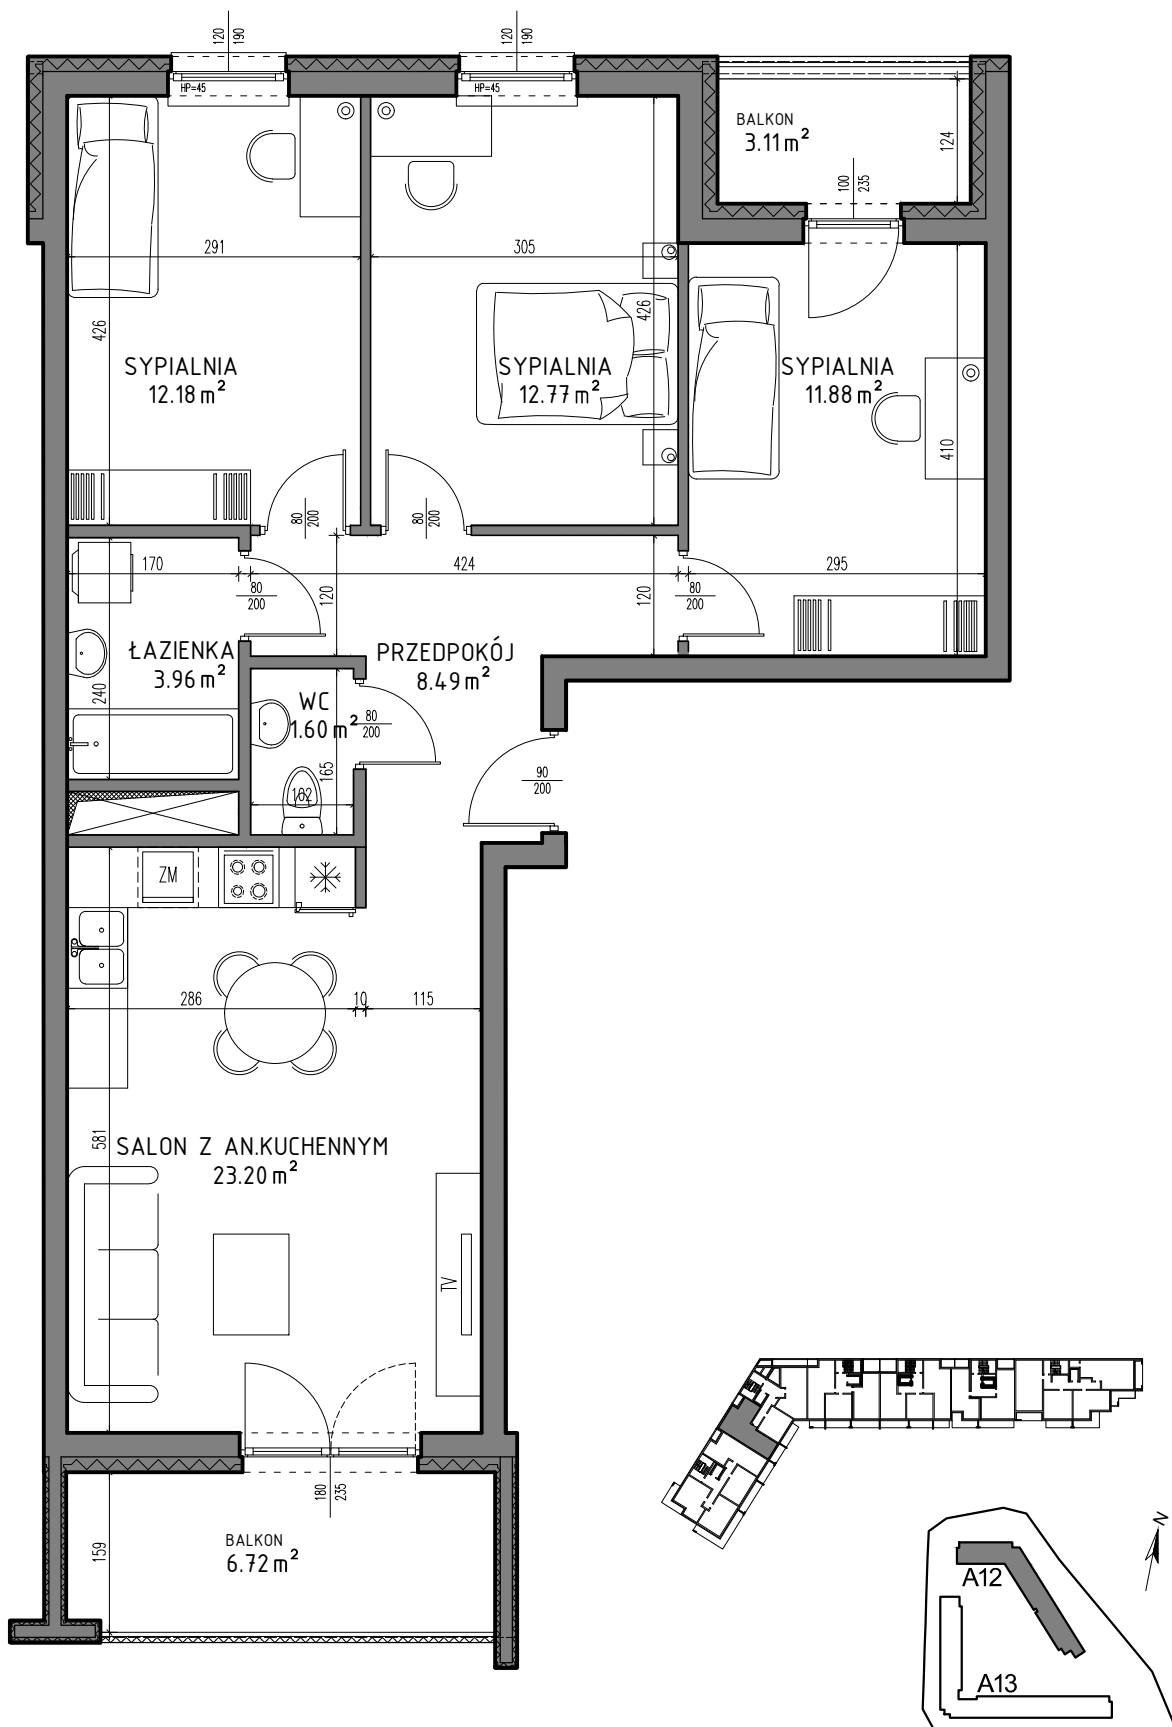 120
190
120
190
HP=45
HP=45
BALKON
3.11 m²
124
100
235
291
305
426
426
SYPIALNIA
12.18 m²
SYPIALNIA
12.77 m²
SYPIALNIA
11.88 m²
410
80
200
80
200
170
424
295
80
200
120
120
80
200
ŁAZIENKA
3.96 m²
PRZEDPOKÓJ
8.49 m²
240
WC
1.60 m²
80
200
165
102
90
200
ZM
286
10
115
581
SALON Z AN.KUCHENNYM
23.20 m²
TV
180
235
159
BALKON
6.72 m²
N
A12
A13